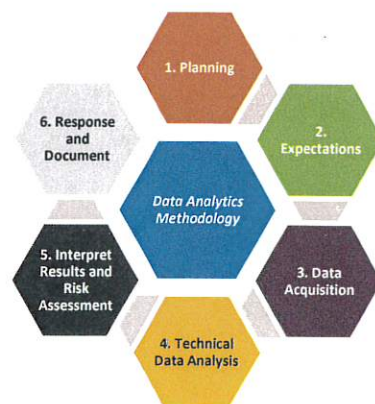 1. Planning
2.
Expectations
3. Data
Acquisition
4. Technical
Data Analysis
5. Interpret
Results and
Risk
Assessment
6. Response
and
Document
Data Analytics
Methodology